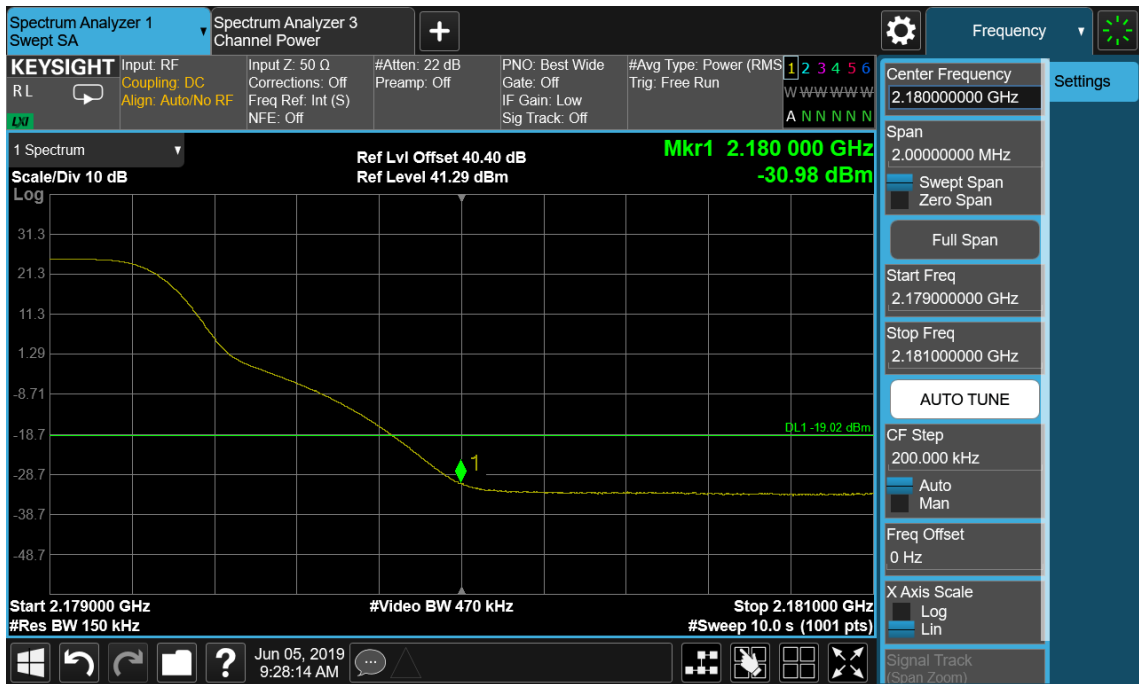 Spectrum Analyzer 1
Swept SA
Spectrum Analyzer 3
Channel Power
Frequency
KEYSIGHT
R L
LXI
Input: RF
Coupling: DC
Align: Auto/No RF
Input Z: 50 Ω
Corrections: Off
Freq Ref: Int (S)
NFE: Off
#Atten: 22 dB
Preamp: Off
PNO: Best Wide
Gate: Off
IF Gain: Low
Sig Track: Off
#Avg Type: Power (RMS
Trig: Free Run
1 2 3 4 5 6
W W W W W W
A N N N N N
1 Spectrum
Scale/Div 10 dB
Ref Lvl Offset 40.40 dB
Ref Level 41.29 dBm
Mkr1 2.180 000 GHz
-30.98 dBm
Log
31.3
21.3
11.3
1.29
-8.71
-18.7
-28.7
-38.7
-48.7
DL1 -19.02 dBm
1
Start 2.179000 GHz
#Video BW 470 kHz
Stop 2.181000 GHz
#Res BW 150 kHz
#Sweep 10.0 s (1001 pts)
Center Frequency
2.180000000 GHz
Settings
Span
2.00000000 MHz
Swept Span
Zero Span
Full Span
Start Freq
2.179000000 GHz
Stop Freq
2.181000000 GHz
AUTO TUNE
CF Step
200.000 kHz
Auto
Man
Freq Offset
0 Hz
X Axis Scale
Log
Lin
Signal Track
(Span Zoom)
?
Jun 05, 2019
9:28:14 AM